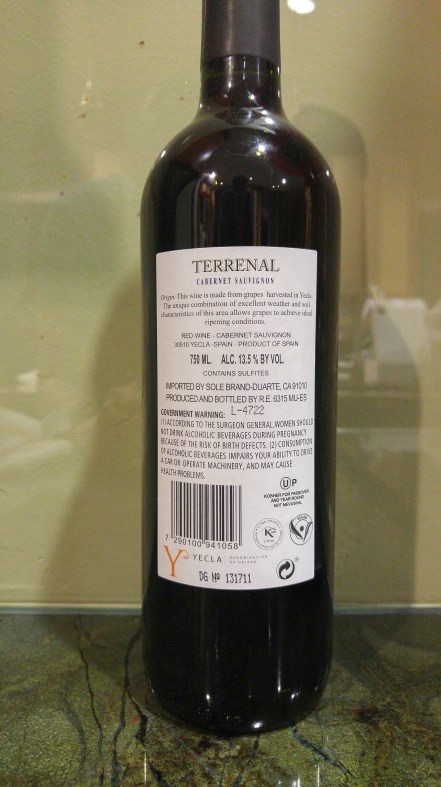 TERRENAL
CABERNET SAUVIGNON
Origin This wine is made from grapes harvested in Yecla
The unique combination of excellent weather and soil
characteristics of this area allows grapes to achieve ideal
ripening conditions.
RED WINE - CABERNET SAUVIGNON
30510 YECLA -SPAIN - PRODUCT OF SPAIN
750 ML. ALC. 13.5 % BY VOL.
CONTAINS SULFITES
IMPORTED BY SOLE BRAND-DUARTE, CA 91010
PRODUCED AND BOTTLED BY R.E. 6315 MU-ES
GOVERNMENT WARNING: L-4722
(1) ACCORDING TO THE SURGEON GENERAL, WOMEN SHOULD
NOT DRINK ALCOHOLIC BEVERAGES DURING PREGNANCY
BECAUSE OF THE RISK OF BIRTH DEFECTS. (2) CONSUMPTION
OF ALCOHOLIC BEVERAGES IMPAIRS YOUR ABILITY TO DRIVE
A CAR OR OPERATE MACHINERY, AND MAY CAUSE
HEALTH PROBLEMS.
U P
KOSHER FOR PASSOVER
AND YEAR ROUND
NOT MEVUSHAL
K
7 290100 941058
Y YECLA DENOMINACIÓN
DE ORIGEN
DG Nº 131711